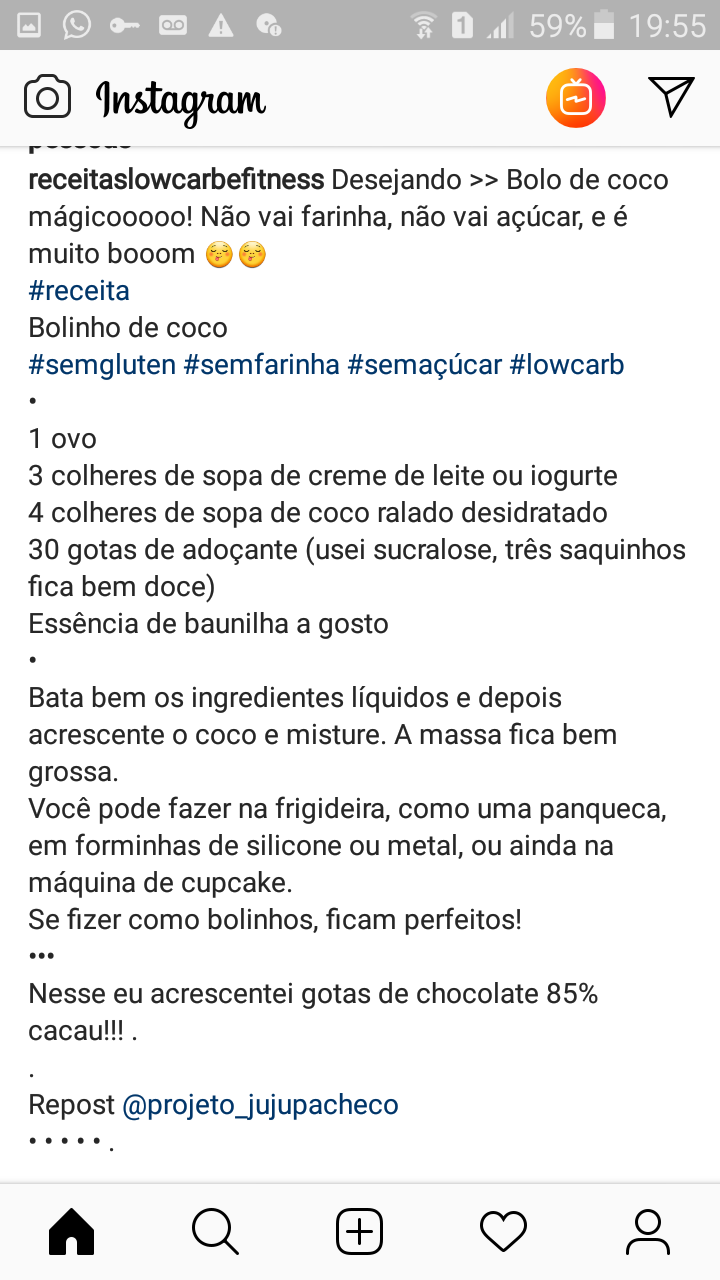 59% 19:55
Instagram
pessoas
receitaslowcarbefitness Desejando >> Bolo de coco
mágicooooo! Não vai farinha, não vai açúcar, e é
muito booom 😚😚
#receita
Bolinho de coco
#semgluten #semfarinha #semaçúcar #lowcarb
•
1 ovo
3 colheres de sopa de creme de leite ou iogurte
4 colheres de sopa de coco ralado desidratado
30 gotas de adoçante (usei sucralose, três saquinhos
fica bem doce)
Essência de baunilha a gosto
•
Bata bem os ingredientes líquidos e depois
acrescente o coco e misture. A massa fica bem
grossa.
Você pode fazer na frigideira, como uma panqueca,
em forminhas de silicone ou metal, ou ainda na
máquina de cupcake.
Se fizer como bolinhos, ficam perfeitos!
•••
Nesse eu acrescentei gotas de chocolate 85%
cacau!!! .
.
Repost @projeto_jujupacheco
• • • • • .